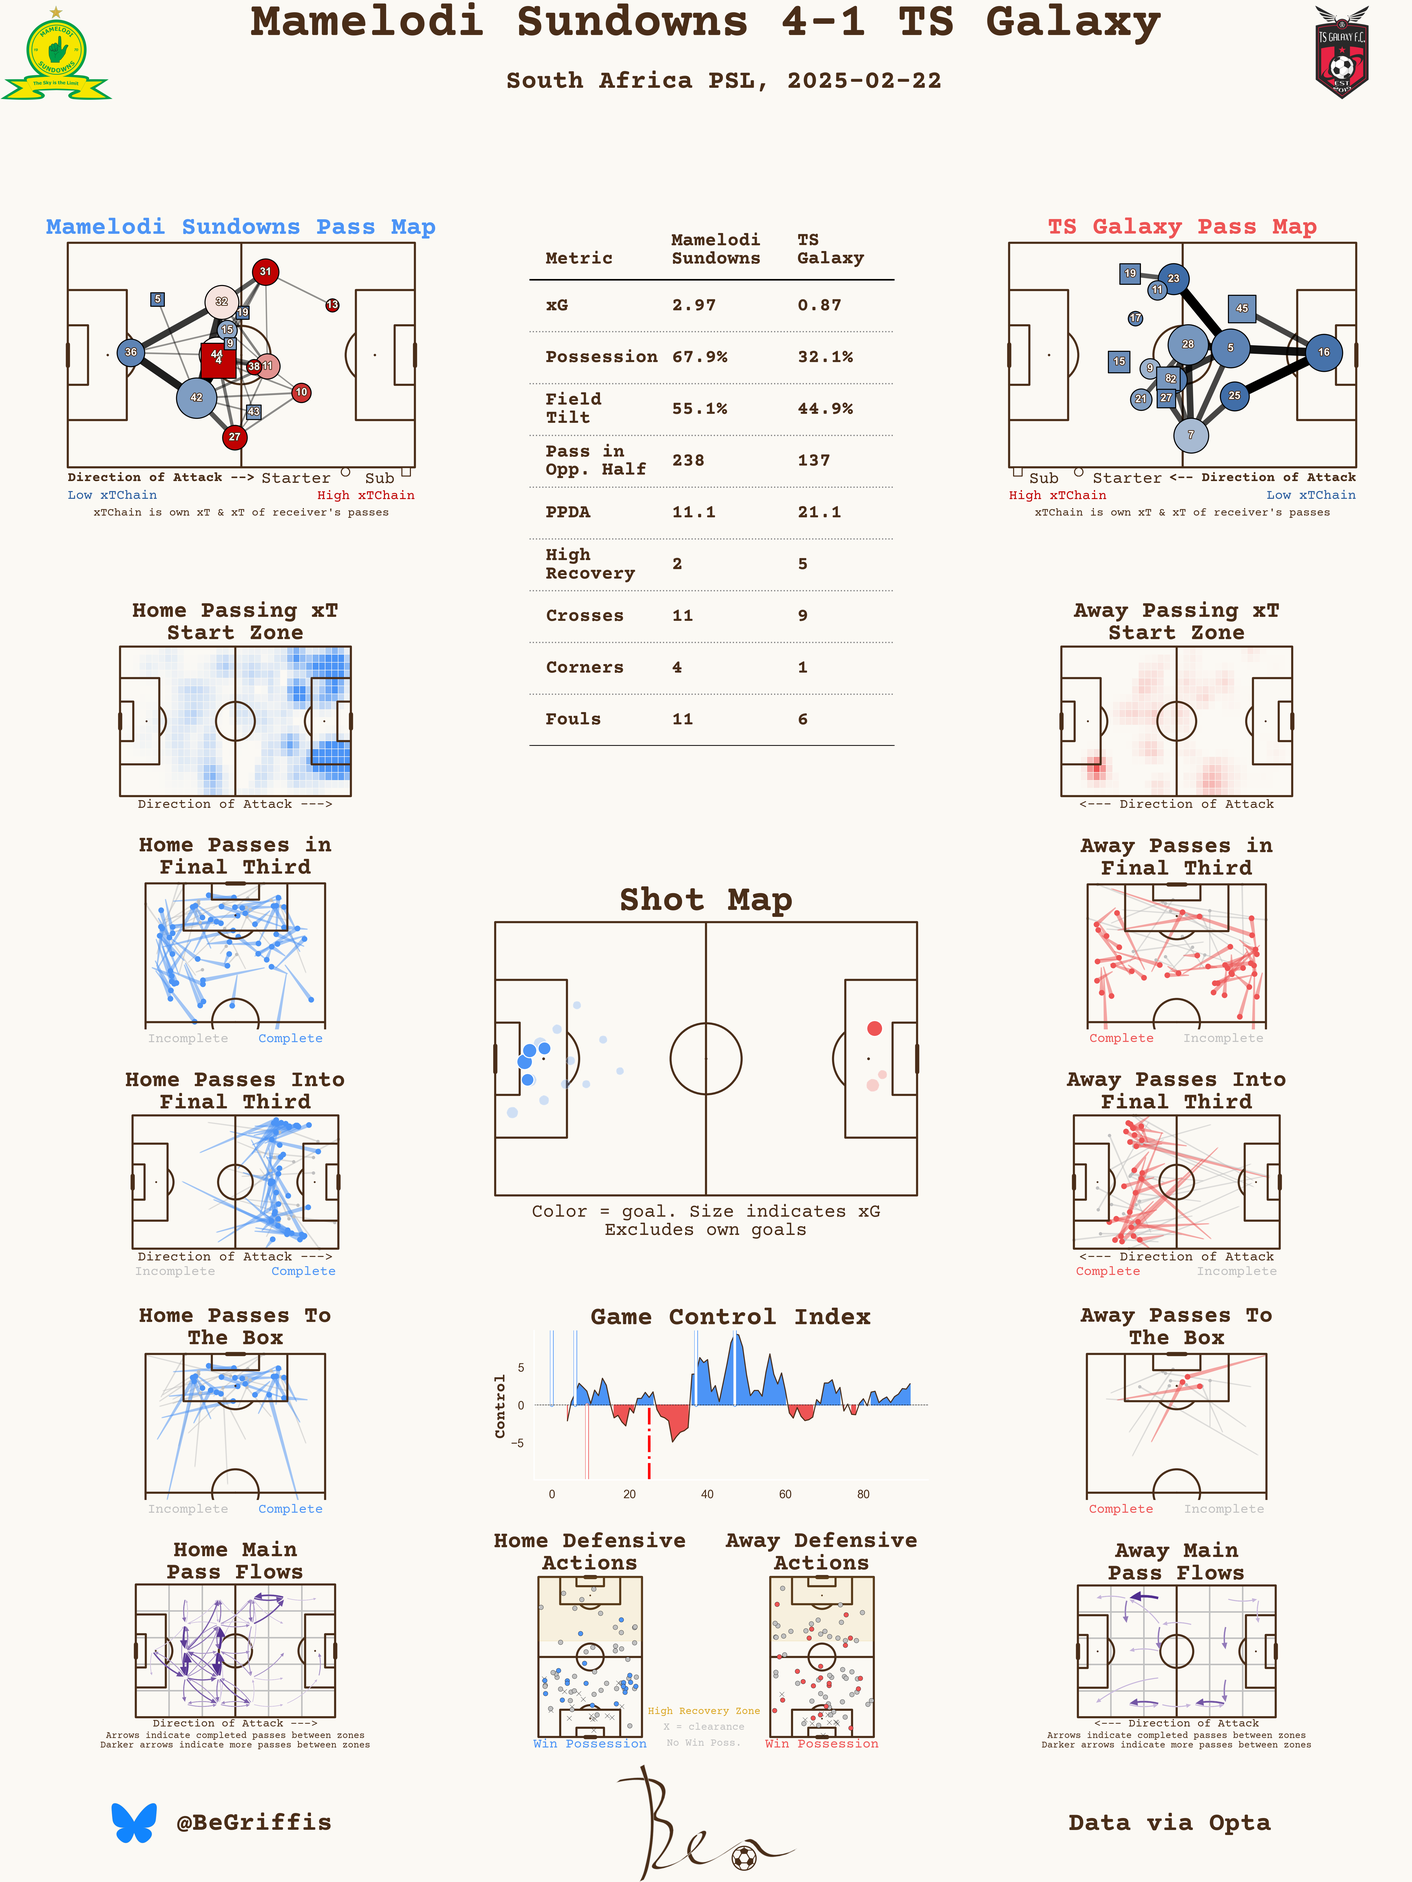 Mamelodi Sundowns 4-1 TS Galaxy
South Africa PSL, 2025-02-22
MAMELODI
SUNDOWNS
The Sky is the Limit
TS GALAXY F.C.
EST
2015
Mamelodi Sundowns Pass Map
31
32
5
13
19
15
9
36
4
38
11
10
42
43
27
Direction of Attack --> Starter Sub
Low xTChain High xTChain
xTChain is own xT & xT of receiver's passes
Metric Mamelodi Sundowns TS Galaxy
xG 2.97 0.87
Possession 67.9% 32.1%
Field Tilt 55.1% 44.9%
Pass in Opp. Half 238 137
PPDA 11.1 21.1
High Recovery 2 5
Crosses 11 9
Corners 4 1
Fouls 11 6
TS Galaxy Pass Map
19
23
11
45
17
28
5
16
15
9
8
2
21
27
25
7
Sub Starter <-- Direction of Attack
High xTChain Low xTChain
xTChain is own xT & xT of receiver's passes
Home Passing xT
Start Zone
Direction of Attack --->
Away Passing xT
Start Zone
<--- Direction of Attack
Home Passes in
Final Third
Incomplete Complete
Away Passes in
Final Third
Complete Incomplete
Shot Map
Color = goal. Size indicates xG
Excludes own goals
Home Passes Into
Final Third
Direction of Attack --->
Incomplete Complete
Away Passes Into
Final Third
<--- Direction of Attack
Complete Incomplete
Home Passes To
The Box
Incomplete Complete
Game Control Index
Control
5
0
−5
0 20 40 60 80
Away Passes To
The Box
Complete Incomplete
Home Main
Pass Flows
Direction of Attack --->
Arrows indicate completed passes between zones
Darker arrows indicate more passes between zones
Home Defensive
Actions
Win Possession
High Recovery Zone
X = clearance
No Win Poss.
Away Defensive
Actions
Win Possession
Away Main
Pass Flows
<--- Direction of Attack
Arrows indicate completed passes between zones
Darker arrows indicate more passes between zones
@BeGriffis
Ben
Data via Opta